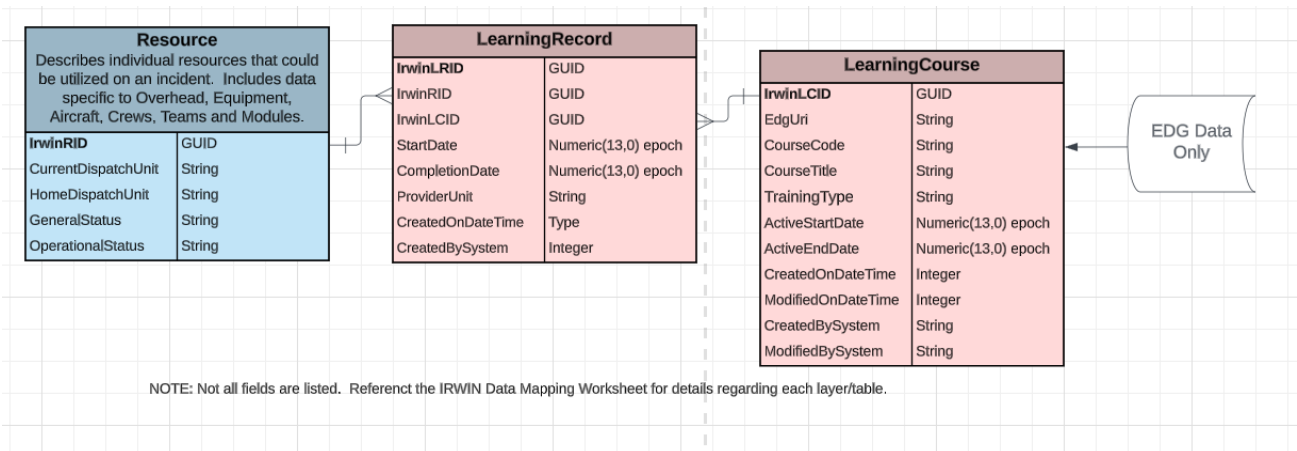 Resource
Describes individual resources that could
be utilized on an incident.  Includes data
specific to Overhead, Equipment,
Aircraft, Crews, Teams and Modules.
IrwinRID GUID
CurrentDispatchUnit String
HomeDispatchUnit String
GeneralStatus String
OperationalStatus String
LearningRecord
IrwinLRID GUID
IrwinRID GUID
IrwinLCID GUID
StartDate Numeric(13,0) epoch
CompletionDate Numeric(13,0) epoch
ProviderUnit String
CreatedOnDateTime Type
CreatedBySystem Integer
LearningCourse
IrwinLCID GUID
EdgUri String
CourseCode String
CourseTitle String
TrainingType String
ActiveStartDate Numeric(13,0) epoch
ActiveEndDate Numeric(13,0) epoch
CreatedOnDateTime Integer
ModifiedOnDateTime Integer
CreatedBySystem String
ModifiedBySystem String
EDG Data
Only
NOTE: Not all fields are listed.  Referenct the IRWIN Data Mapping Worksheet for details regarding each layer/table.